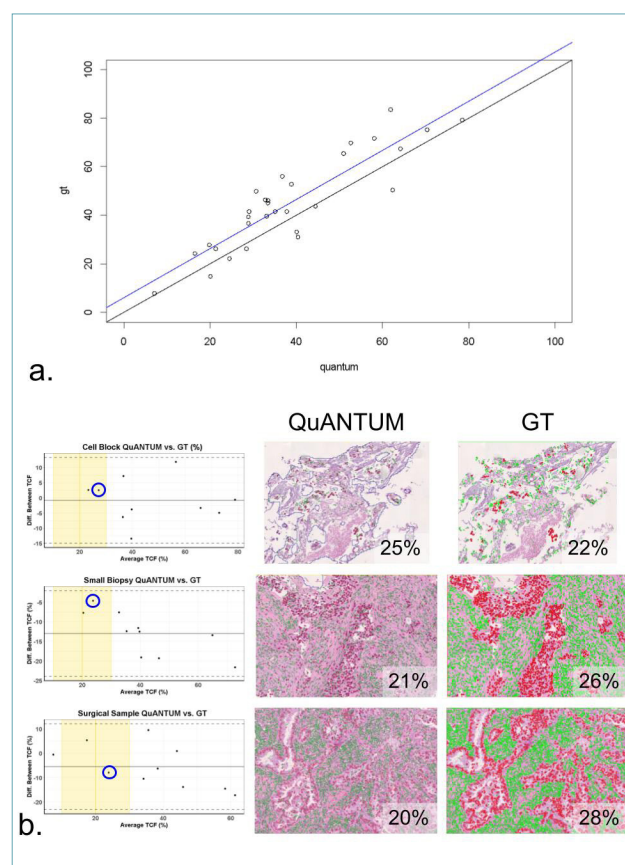 100
80
60
gt
40
20
0
0 20 40 60 80 100
quantum
a.
QuANTUM GT
Cell Block QuANTUM vs. GT (%)
Diff. Between TCF
10
5
0
-5
-10
-15
20 40 60 80
Average TCF (%)
25%
22%
Small Biopsy QuANTUM vs. GT
Diff. Between TCF (%)
-5
-10
-15
-20
-25
20 40 60
Average TCF (%)
21%
26%
Surgical Sample QuANTUM vs. GT
Diff. Between TCF (%)
10
0
-10
-20
20 40 60
Average TCF (%)
20%
28%
b.